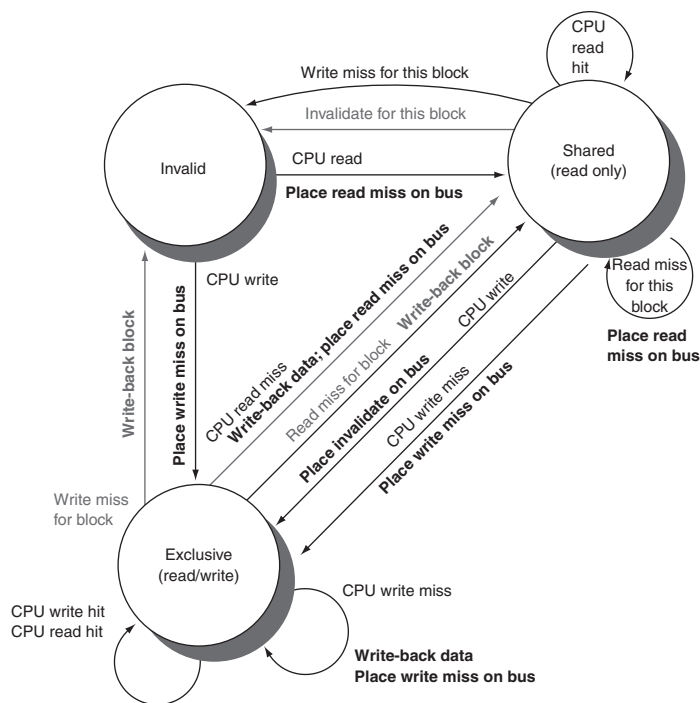 CPU
read
hit
Write miss for this block
Invalidate for this block
Invalid
Shared
(read only)
CPU read
Place read miss on bus
CPU write
Place write miss on bus
Write-back block
Read miss
for this
block
Place read
miss on bus
CPU read miss
Write-back data; place read miss on bus
Read miss for block
Write-back block
CPU write
Place invalidate on bus
CPU write miss
Place write miss on bus
Write miss
for block
Exclusive
(read/write)
CPU write hit
CPU read hit
CPU write miss
Write-back data
Place write miss on bus